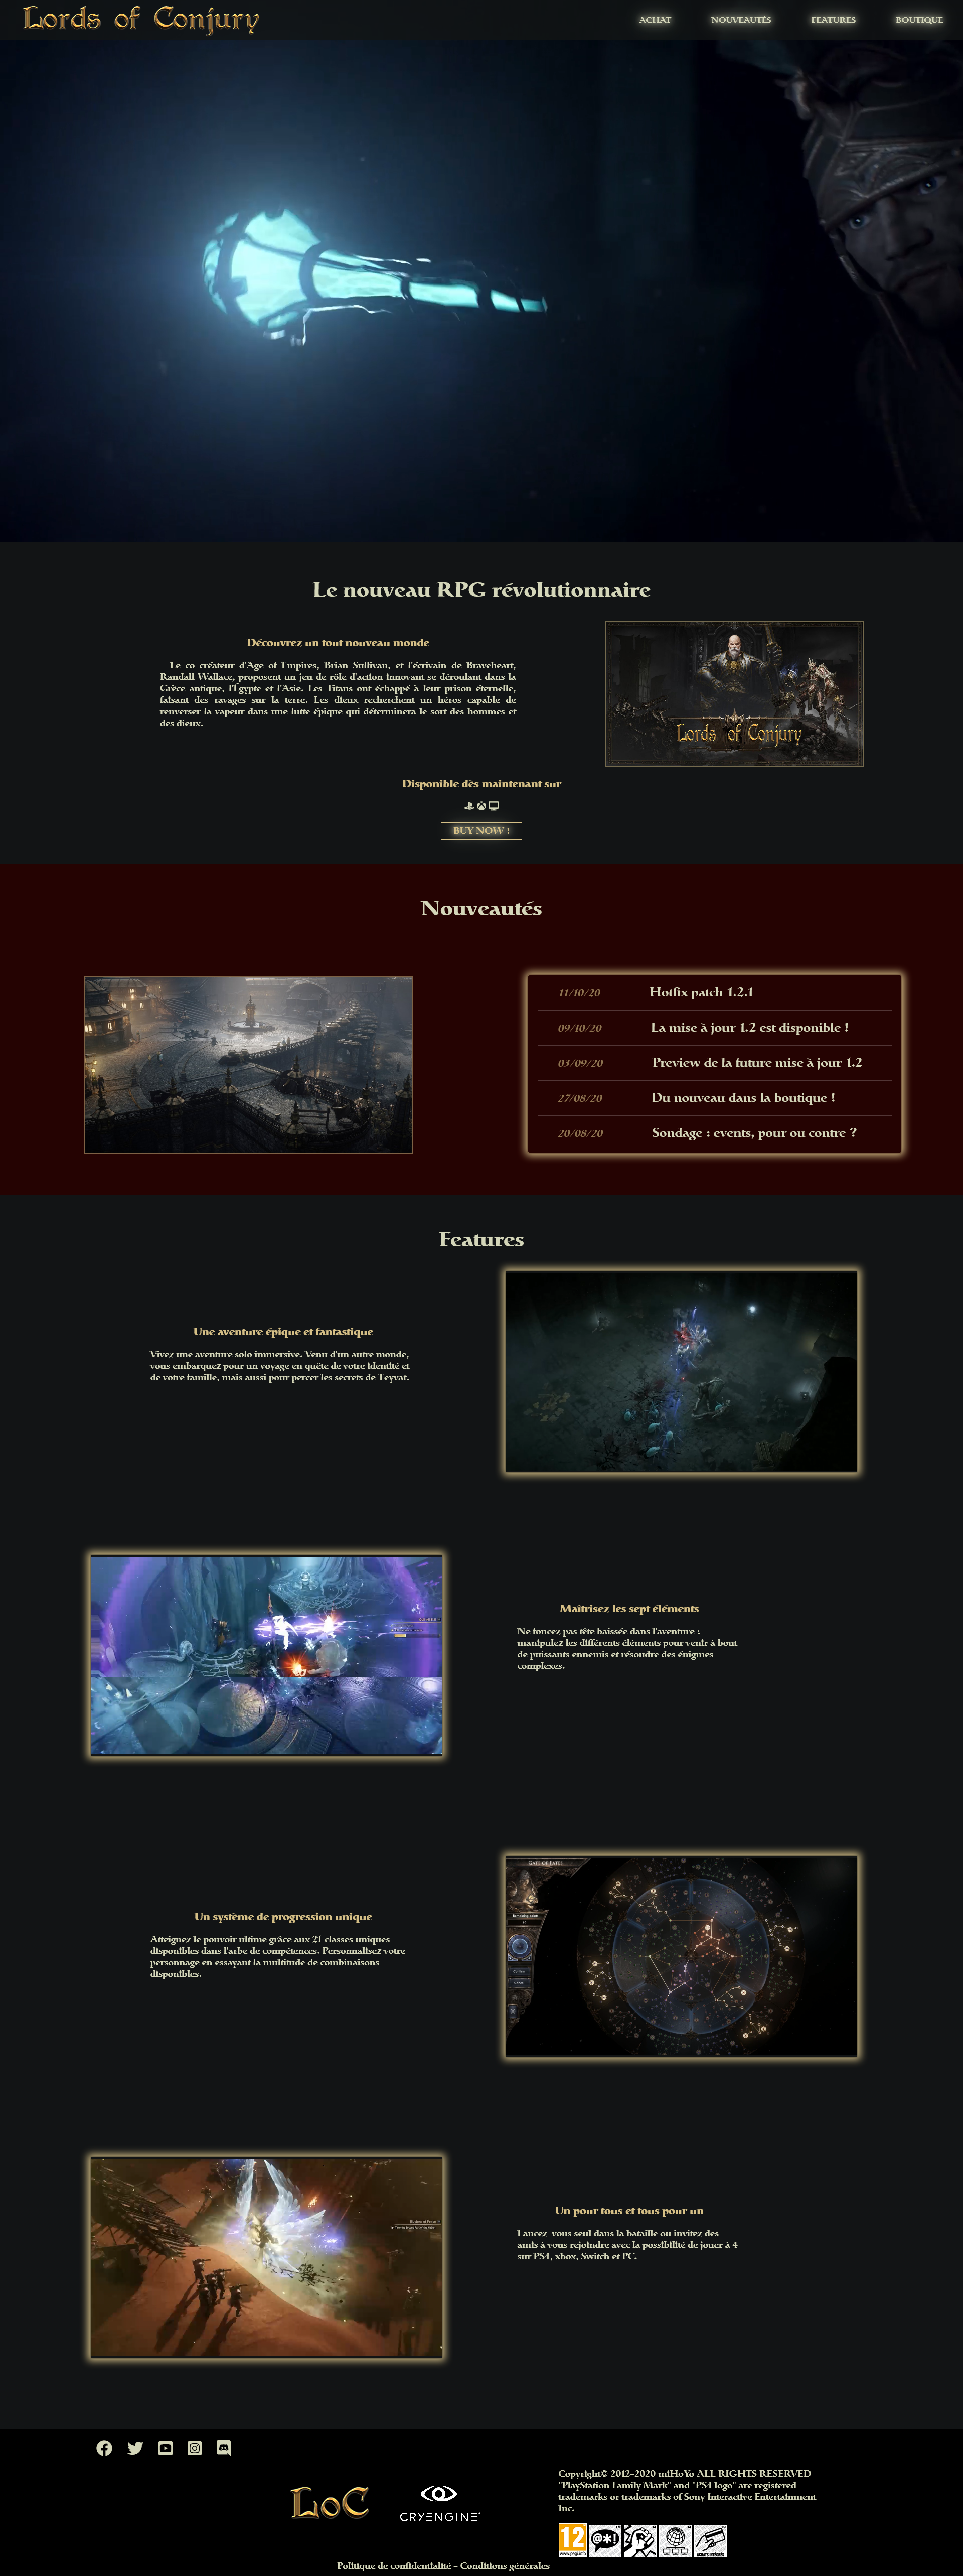 Lords of Conjury
ACHAT NOUVEAUTÉS FEATURES BOUTIQUE
Le nouveau RPG révolutionnaire
Découvrez un tout nouveau monde
Le co-créateur d'Age of Empires, Brian Sullivan, et l'écrivain de Braveheart,
Randall Wallace, proposent un jeu de rôle d'action innovant se déroulant dans la
Grèce antique, l'Égypte et l'Asie. Les Titans ont échappé à leur prison éternelle,
faisant des ravages sur la terre. Les dieux recherchent un héros capable de
renverser la vapeur dans une lutte épique qui déterminera le sort des hommes et
des dieux.
Lords of Conjury
Disponible dès maintenant sur
BUY NOW !
Nouveautés
11/10/20 Hotfix patch 1.2.1
09/10/20 La mise à jour 1.2 est disponible !
03/09/20 Preview de la future mise à jour 1.2
27/08/20 Du nouveau dans la boutique !
20/08/20 Sondage : events, pour ou contre ?
Features
Une aventure épique et fantastique
Vivez une aventure solo immersive. Venu d'un autre monde,
vous embarquez pour un voyage en quête de votre identité et
de votre famille, mais aussi pour percer les secrets de Teyvat.
Maîtrisez les sept éléments
Ne foncez pas tête baissée dans l'aventure :
manipulez les différents éléments pour venir à bout
de puissants ennemis et résoudre des énigmes
complexes.
Gate of Fates
Un système de progression unique
Atteignez le pouvoir ultime grâce aux 21 classes uniques
disponibles dans l'arbe de compétences. Personnalisez votre
personnage en essayant la multitude de combinaisons
disponibles.
Un pour tous et tous pour un
Lancez-vous seul dans la bataille ou invitez des
amis à vous rejoindre avec la possibilité de jouer à 4
sur PS4, xbox, Switch et PC.
LoC
CRYENGINE®
Copyright© 2012-2020 miHoYo ALL RIGHTS RESERVED
"PlayStation Family Mark" and "PS4 logo" are registered
trademarks or trademarks of Sony Interactive Entertainment
Inc.
12
www.pegi.info
@*!
ACHATS INTÉGRÉS
Politique de confidentialité - Conditions générales